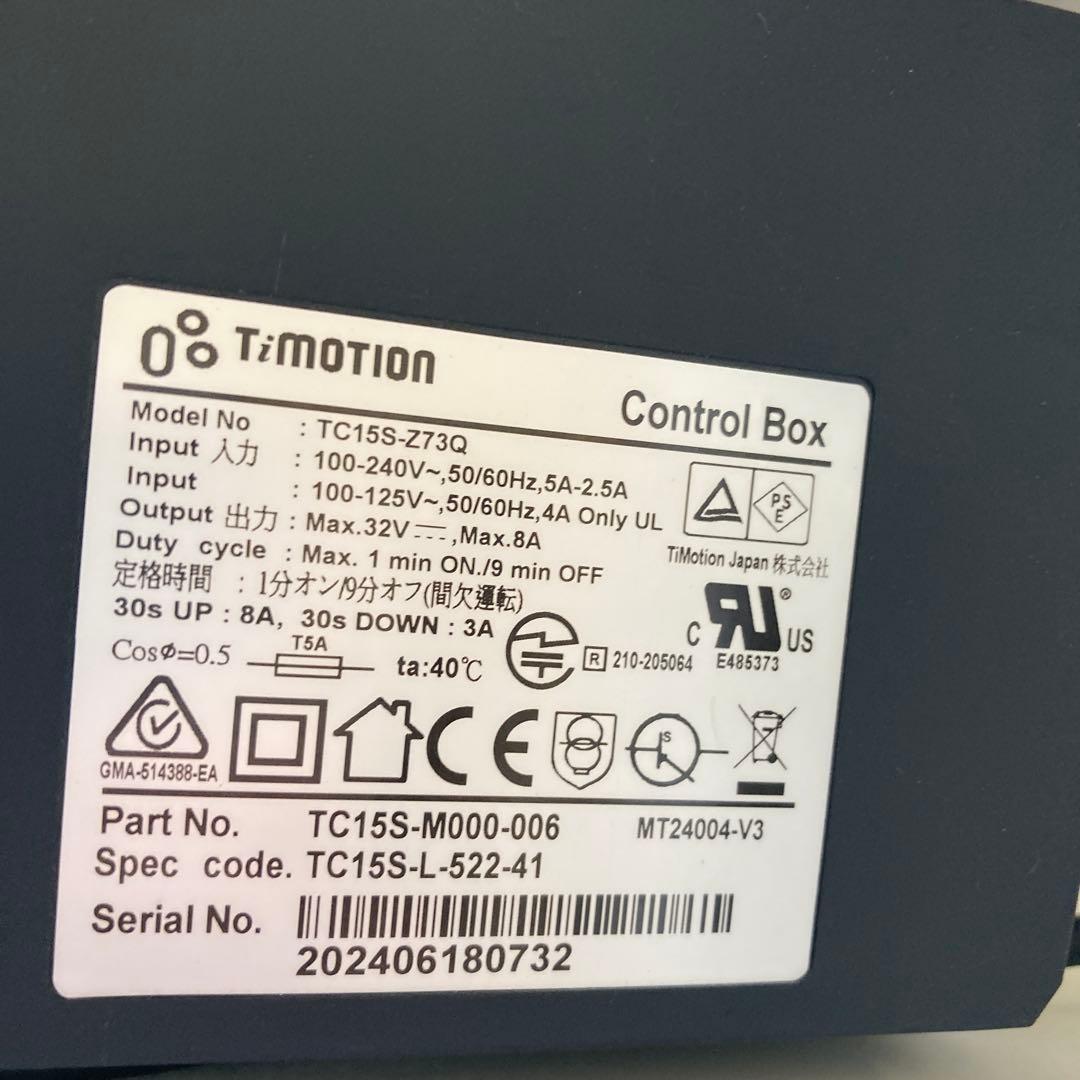 TiMOTION
Control Box
Model No : TC15S-Z73Q
Input 入力 : 100-240V~,50/60Hz,5A-2.5A
Input : 100-125V~,50/60Hz,4A Only UL
Output 出力 : Max.32V⎓,Max.8A
Duty cycle : Max. 1 min ON./9 min OFF
定格時間 : 1分オン/9分オフ(間欠運転)
30s UP : 8A, 30s DOWN : 3A
PSE
TiMotion Japan 株式会社
C RU US ®
E485373
CosΦ=0.5 T5A ta:40℃ R 210-205064
GMA-514388-EA
CE
S
Part No. TC15S-M000-006 MT24004-V3
Spec code. TC15S-L-522-41
Serial No.
202406180732